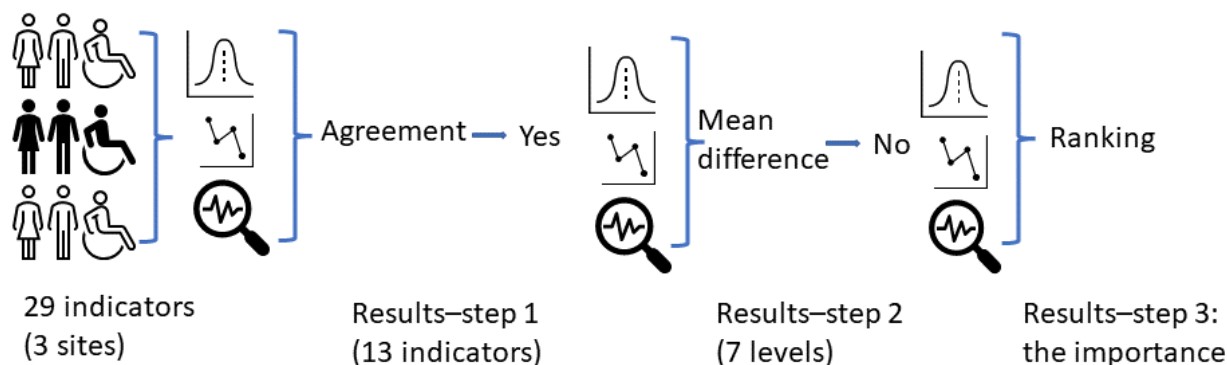 Agreement
Yes
Mean
difference
No
Ranking
29 indicators
(3 sites)
Results–step 1
(13 indicators)
Results–step 2
(7 levels)
Results–step 3:
the importance